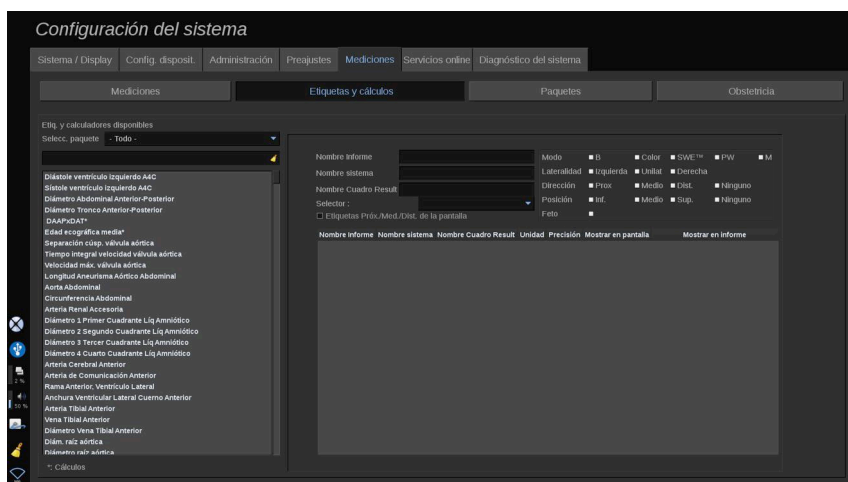 Configuración del sistema
Sistema / Display Config. disposit. Administración Preajustes Mediciones Servicios online Diagnóstico del sistema
Mediciones Etiquetas y cálculos Paquetes Obstetricia
Etiq. y calculadores disponibles
Selecc. paquete - Todo -
Nombre Informe
Nombre sistema
Nombre Cuadro Result
Selector :
Etiquetas Próx./Med./Dist. de la pantalla
Modo B Color SWE™ PW M
Lateralidad Izquierda Unilat Derecha
Dirección Prox Medio Dist. Ninguno
Posición Inf. Medio Sup. Ninguno
Feto
Nombre Informe Nombre sistema Nombre Cuadro Result Unidad Precisión Mostrar en pantalla Mostrar en informe
Diástole ventrículo izquierdo A4C
Sístole ventrículo izquierdo A4C
Diámetro Abdominal Anterior-Posterior
Diámetro Tronco Anterior-Posterior
DAAPxDAT*
Edad ecográfica media*
Separación cúsp. válvula aórtica
Tiempo integral velocidad válvula aórtica
Velocidad máx. válvula aórtica
Longitud Aneurisma Aórtico Abdominal
Aorta Abdominal
Circunferencia Abdominal
Arteria Renal Accesoria
Diámetro 1 Primer Cuadrante Líq Amniótico
Diámetro 2 Segundo Cuadrante Líq Amniótico
Diámetro 3 Tercer Cuadrante Líq Amniótico
Diámetro 4 Cuarto Cuadrante Líq Amniótico
Arteria Cerebral Anterior
Arteria de Comunicación Anterior
Rama Anterior, Ventrículo Lateral
Anchura Ventricular Lateral Cuerno Anterior
Arteria Tibial Anterior
Vena Tibial Anterior
Diámetro Vena Tibial Anterior
Diám. raíz aórtica
Diámetro raíz aórtica
*: Cálculos
2 %
50 %